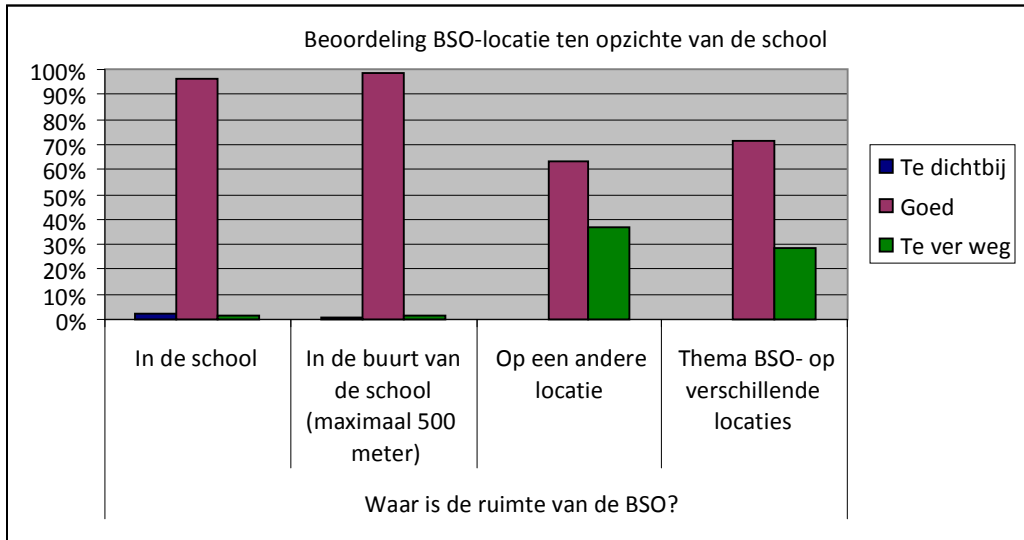 Beoordeling BSO-locatie ten opzichte van de school
100%
90%
80%
70%
60%
50%
40%
30%
20%
10%
0%
Te dichtbij
Goed
Te ver weg
In de school
In de buurt van
de school
(maximaal 500
meter)
Op een andere
locatie
Thema BSO- op
verschillende
locaties
Waar is de ruimte van de BSO?